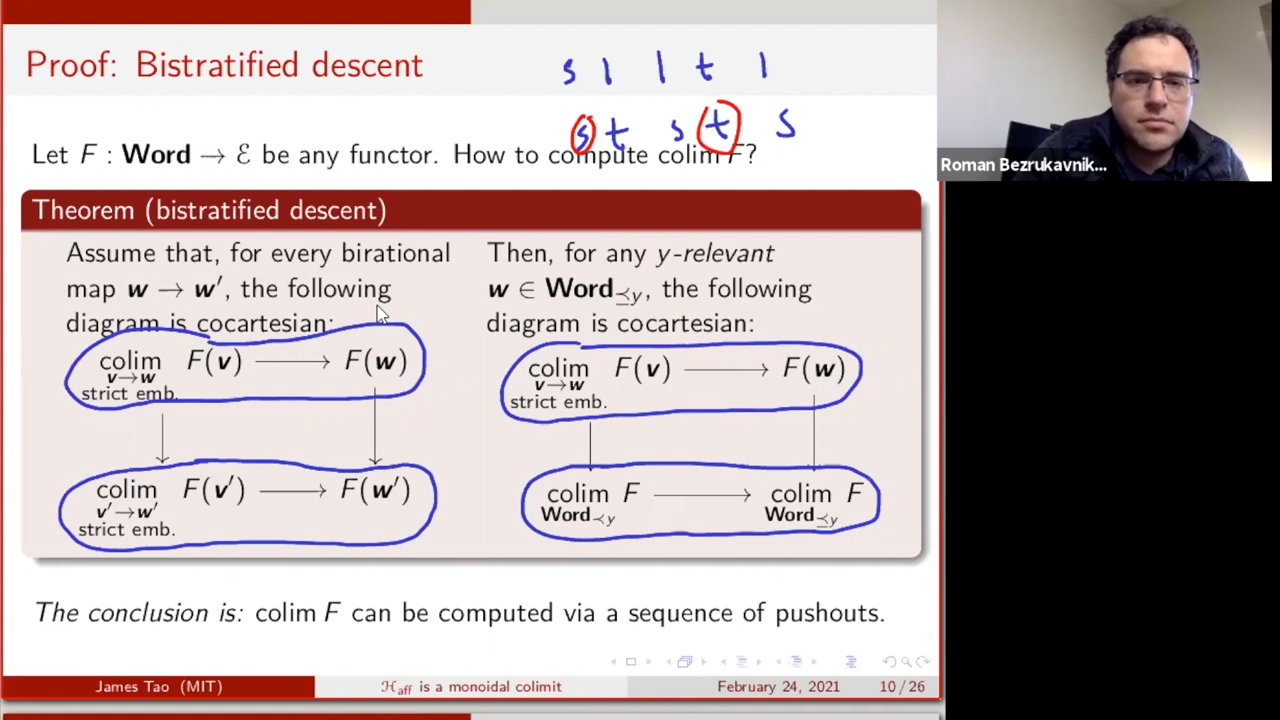 Proof: Bistratified descent
s 1 1 t 1
s t s t s
Let F : Word → ℰ be any functor. How to compute colim F?
Theorem (bistratified descent)
Assume that, for every birational
map w → w′, the following
diagram is cocartesian:
colim F(v) → F(w)
v→w
strict emb.
colim F(v′) → F(w′)
v′→w′
strict emb.
Then, for any y-relevant
w ∈ Word⪯y, the following
diagram is cocartesian:
colim F(v) → F(w)
v→w
strict emb.
colim F → colim F
Word≺y Word⪯y
The conclusion is: colim F can be computed via a sequence of pushouts.
James Tao (MIT) ℋaff is a monoidal colimit February 24, 2021 10 / 26
Roman Bezrukavnik...